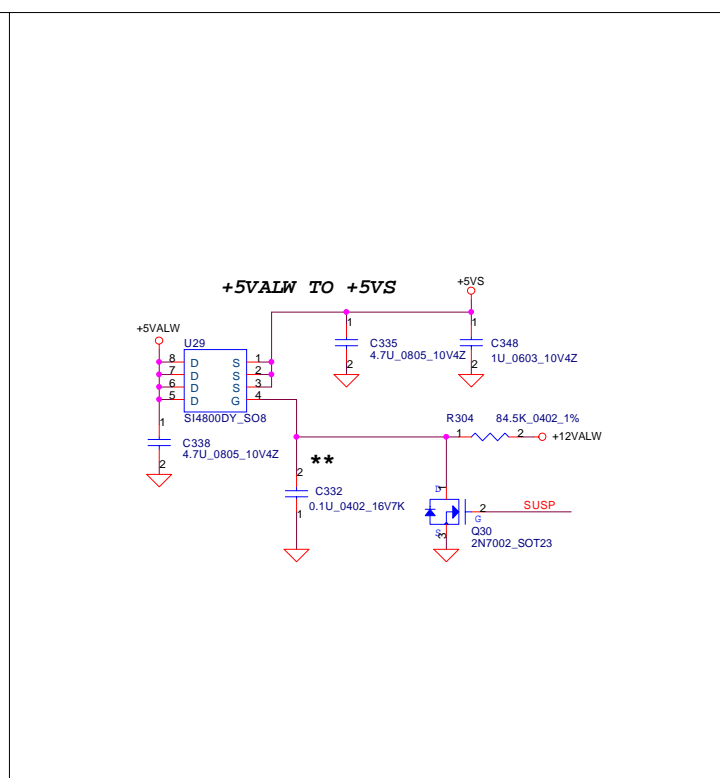 +5VALW TO +5VS
+5VS
+5VALW
U29
8 D S 1
7 D S 2
6 D S 3
5 D G 4
SI4800DY_SO8
1
C338
4.7U_0805_10V4Z
2
1
C335
4.7U_0805_10V4Z
2
1
C348
1U_0603_10V4Z
2
R304 84.5K_0402_1%
1 2 +12VALW
**
2
C332
0.1U_0402_16V7K
1
D 1
2 SUSP
G
S 3
Q30
2N7002_SOT23